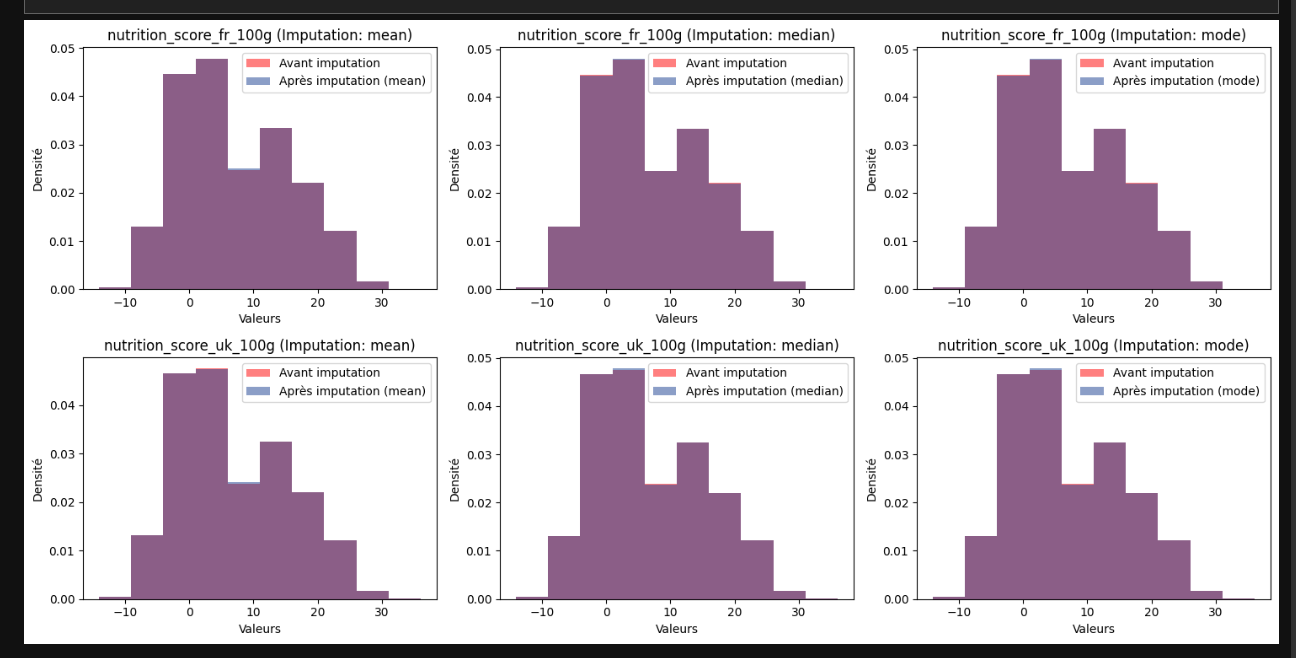 nutrition_score_fr_100g (Imputation: mean)
Avant imputation
Après imputation (mean)
0.05
0.04
0.03
0.02
0.01
0.00
Densité
−10
0
10
20
30
Valeurs
nutrition_score_fr_100g (Imputation: median)
Avant imputation
Après imputation (median)
0.05
0.04
0.03
0.02
0.01
0.00
Densité
−10
0
10
20
30
Valeurs
nutrition_score_fr_100g (Imputation: mode)
Avant imputation
Après imputation (mode)
0.05
0.04
0.03
0.02
0.01
0.00
Densité
−10
0
10
20
30
Valeurs
nutrition_score_uk_100g (Imputation: mean)
Avant imputation
Après imputation (mean)
0.04
0.03
0.02
0.01
0.00
Densité
−10
0
10
20
30
Valeurs
nutrition_score_uk_100g (Imputation: median)
Avant imputation
Après imputation (median)
0.05
0.04
0.03
0.02
0.01
0.00
Densité
−10
0
10
20
30
Valeurs
nutrition_score_uk_100g (Imputation: mode)
Avant imputation
Après imputation (mode)
0.05
0.04
0.03
0.02
0.01
0.00
Densité
−10
0
10
20
30
Valeurs